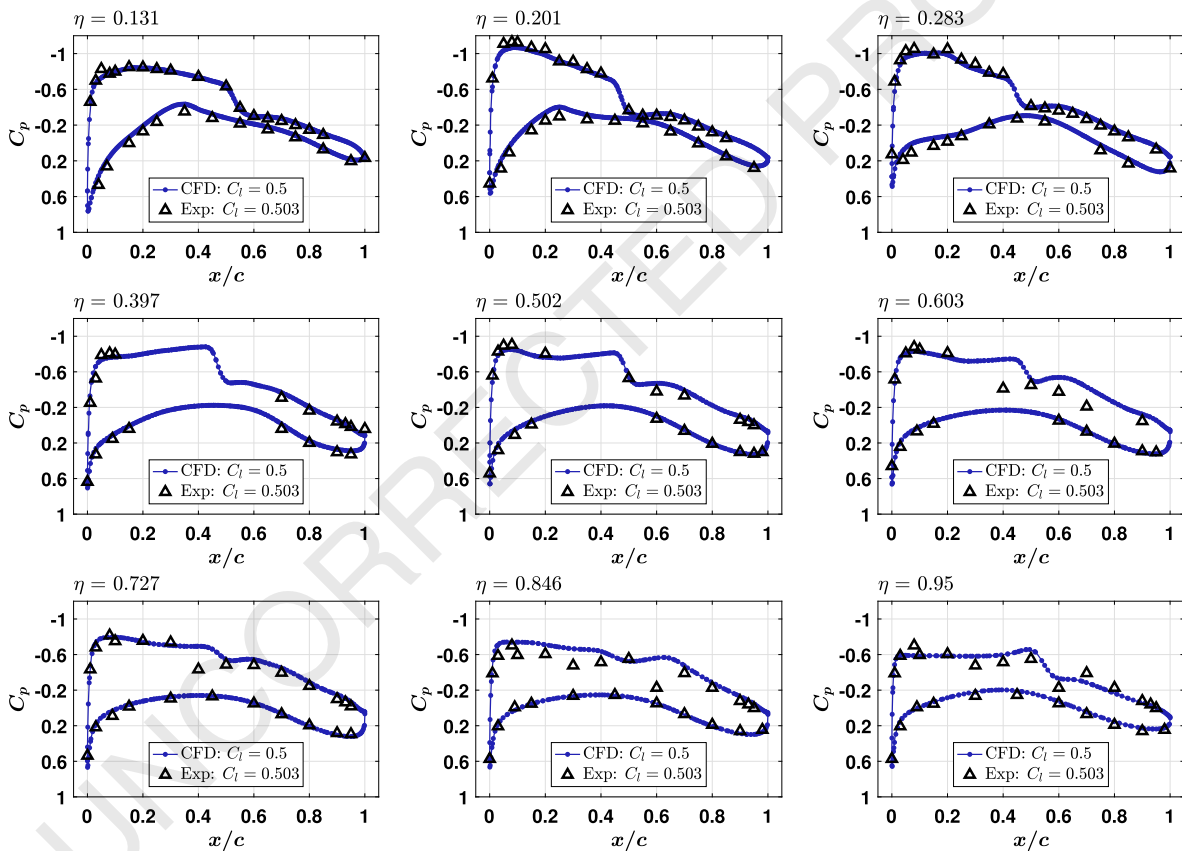 η = 0.131
-1
-0.6
-0.2
0.2
0.6
1
C_p
0 0.2 0.4 0.6 0.8 1
x/c
CFD: C_l = 0.5
Exp: C_l = 0.503
η = 0.201
-1
-0.6
-0.2
0.2
0.6
1
C_p
0 0.2 0.4 0.6 0.8 1
x/c
CFD: C_l = 0.5
Exp: C_l = 0.503
η = 0.283
-1
-0.6
-0.2
0.2
0.6
1
C_p
0 0.2 0.4 0.6 0.8 1
x/c
CFD: C_l = 0.5
Exp: C_l = 0.503
η = 0.397
-1
-0.6
-0.2
0.2
0.6
1
C_p
0 0.2 0.4 0.6 0.8 1
x/c
CFD: C_l = 0.5
Exp: C_l = 0.503
η = 0.502
-1
-0.6
-0.2
0.2
0.6
1
C_p
0 0.2 0.4 0.6 0.8 1
x/c
CFD: C_l = 0.5
Exp: C_l = 0.503
η = 0.603
-1
-0.6
-0.2
0.2
0.6
1
C_p
0 0.2 0.4 0.6 0.8 1
x/c
CFD: C_l = 0.5
Exp: C_l = 0.503
η = 0.727
-1
-0.6
-0.2
0.2
0.6
1
C_p
0 0.2 0.4 0.6 0.8 1
x/c
CFD: C_l = 0.5
Exp: C_l = 0.503
η = 0.846
-1
-0.6
-0.2
0.2
0.6
1
C_p
0 0.2 0.4 0.6 0.8 1
x/c
CFD: C_l = 0.5
Exp: C_l = 0.503
η = 0.95
-1
-0.6
-0.2
0.2
0.6
1
C_p
0 0.2 0.4 0.6 0.8 1
x/c
CFD: C_l = 0.5
Exp: C_l = 0.503
UNCORRECTED PRO